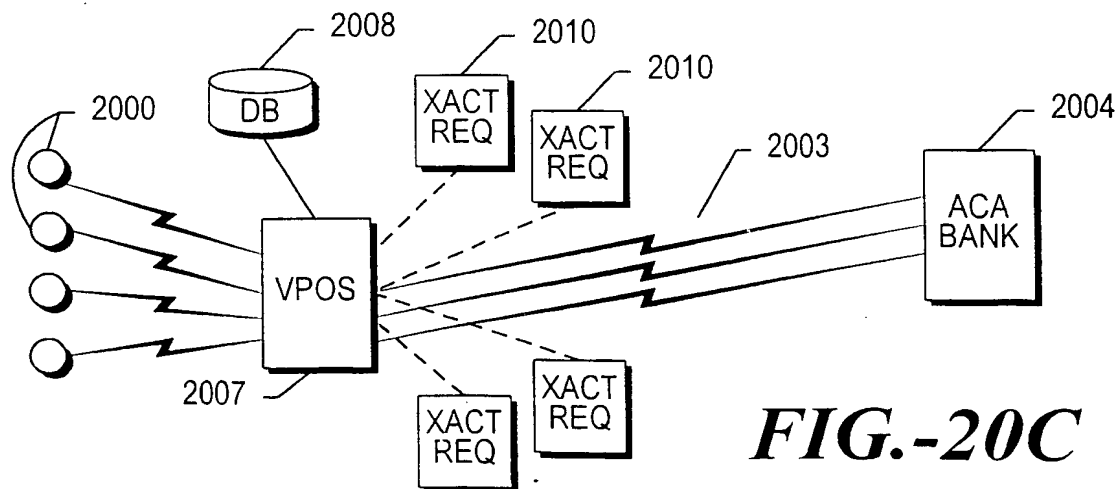 2008
2010
2010
2000
DB
XACT
REQ
XACT
REQ
2003
2004
VPOS
ACA
BANK
2007
XACT
REQ
XACT
REQ
FIG.-20C